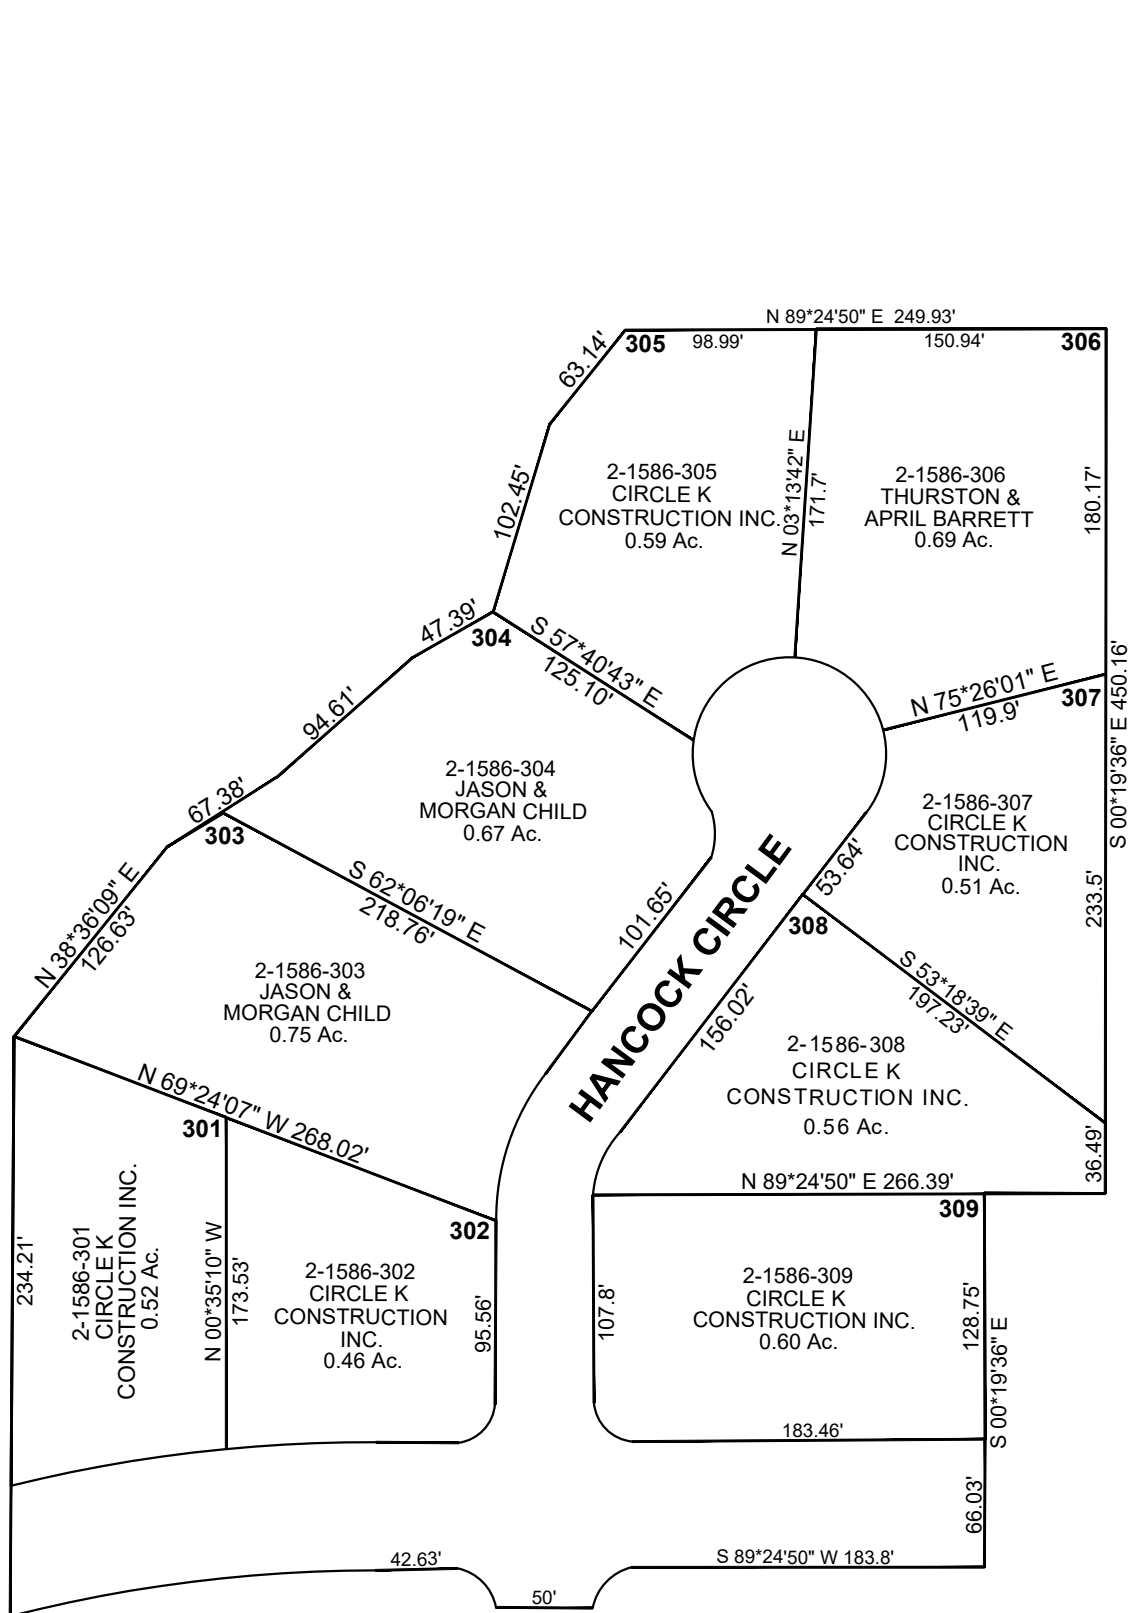 N 89*24'50" E 249.93'
305
98.99'
150.94'
306
63.14'
102.45'
2-1586-305
CIRCLE K
CONSTRUCTION INC.
0.59 Ac.
N 03*13'42" E
171.7'
2-1586-306
THURSTON &
APRIL BARRETT
0.69 Ac.
180.17'
47.39'
304
S 57*40'43" E
125.10'
N 75*26'01" E
119.9'
307
S 00*19'36" E 450.16'
94.61'
67.38'
303
2-1586-304
JASON &
MORGAN CHILD
0.67 Ac.
2-1586-307
CIRCLE K
CONSTRUCTION
INC.
0.51 Ac.
233.5'
53.64'
308
HANCOCK CIRCLE
101.65'
S 62*06'19" E
218.76'
N 38*36'09" E
126.63'
2-1586-303
JASON &
MORGAN CHILD
0.75 Ac.
156.02'
S 53*18'39" E
197.23'
2-1586-308
CIRCLE K
CONSTRUCTION INC.
0.56 Ac.
36.49'
N 69*24'07" W 268.02'
301
302
N 89*24'50" E 266.39'
309
234.21'
2-1586-301
CIRCLE K
CONSTRUCTION INC.
0.52 Ac.
N 00*35'10" W
173.53'
2-1586-302
CIRCLE K
CONSTRUCTION
INC.
0.46 Ac.
95.56'
107.8'
2-1586-309
CIRCLE K
CONSTRUCTION INC.
0.60 Ac.
128.75'
S 00*19'36" E
183.46'
66.03'
42.63'
S 89*24'50" W 183.8'
50'